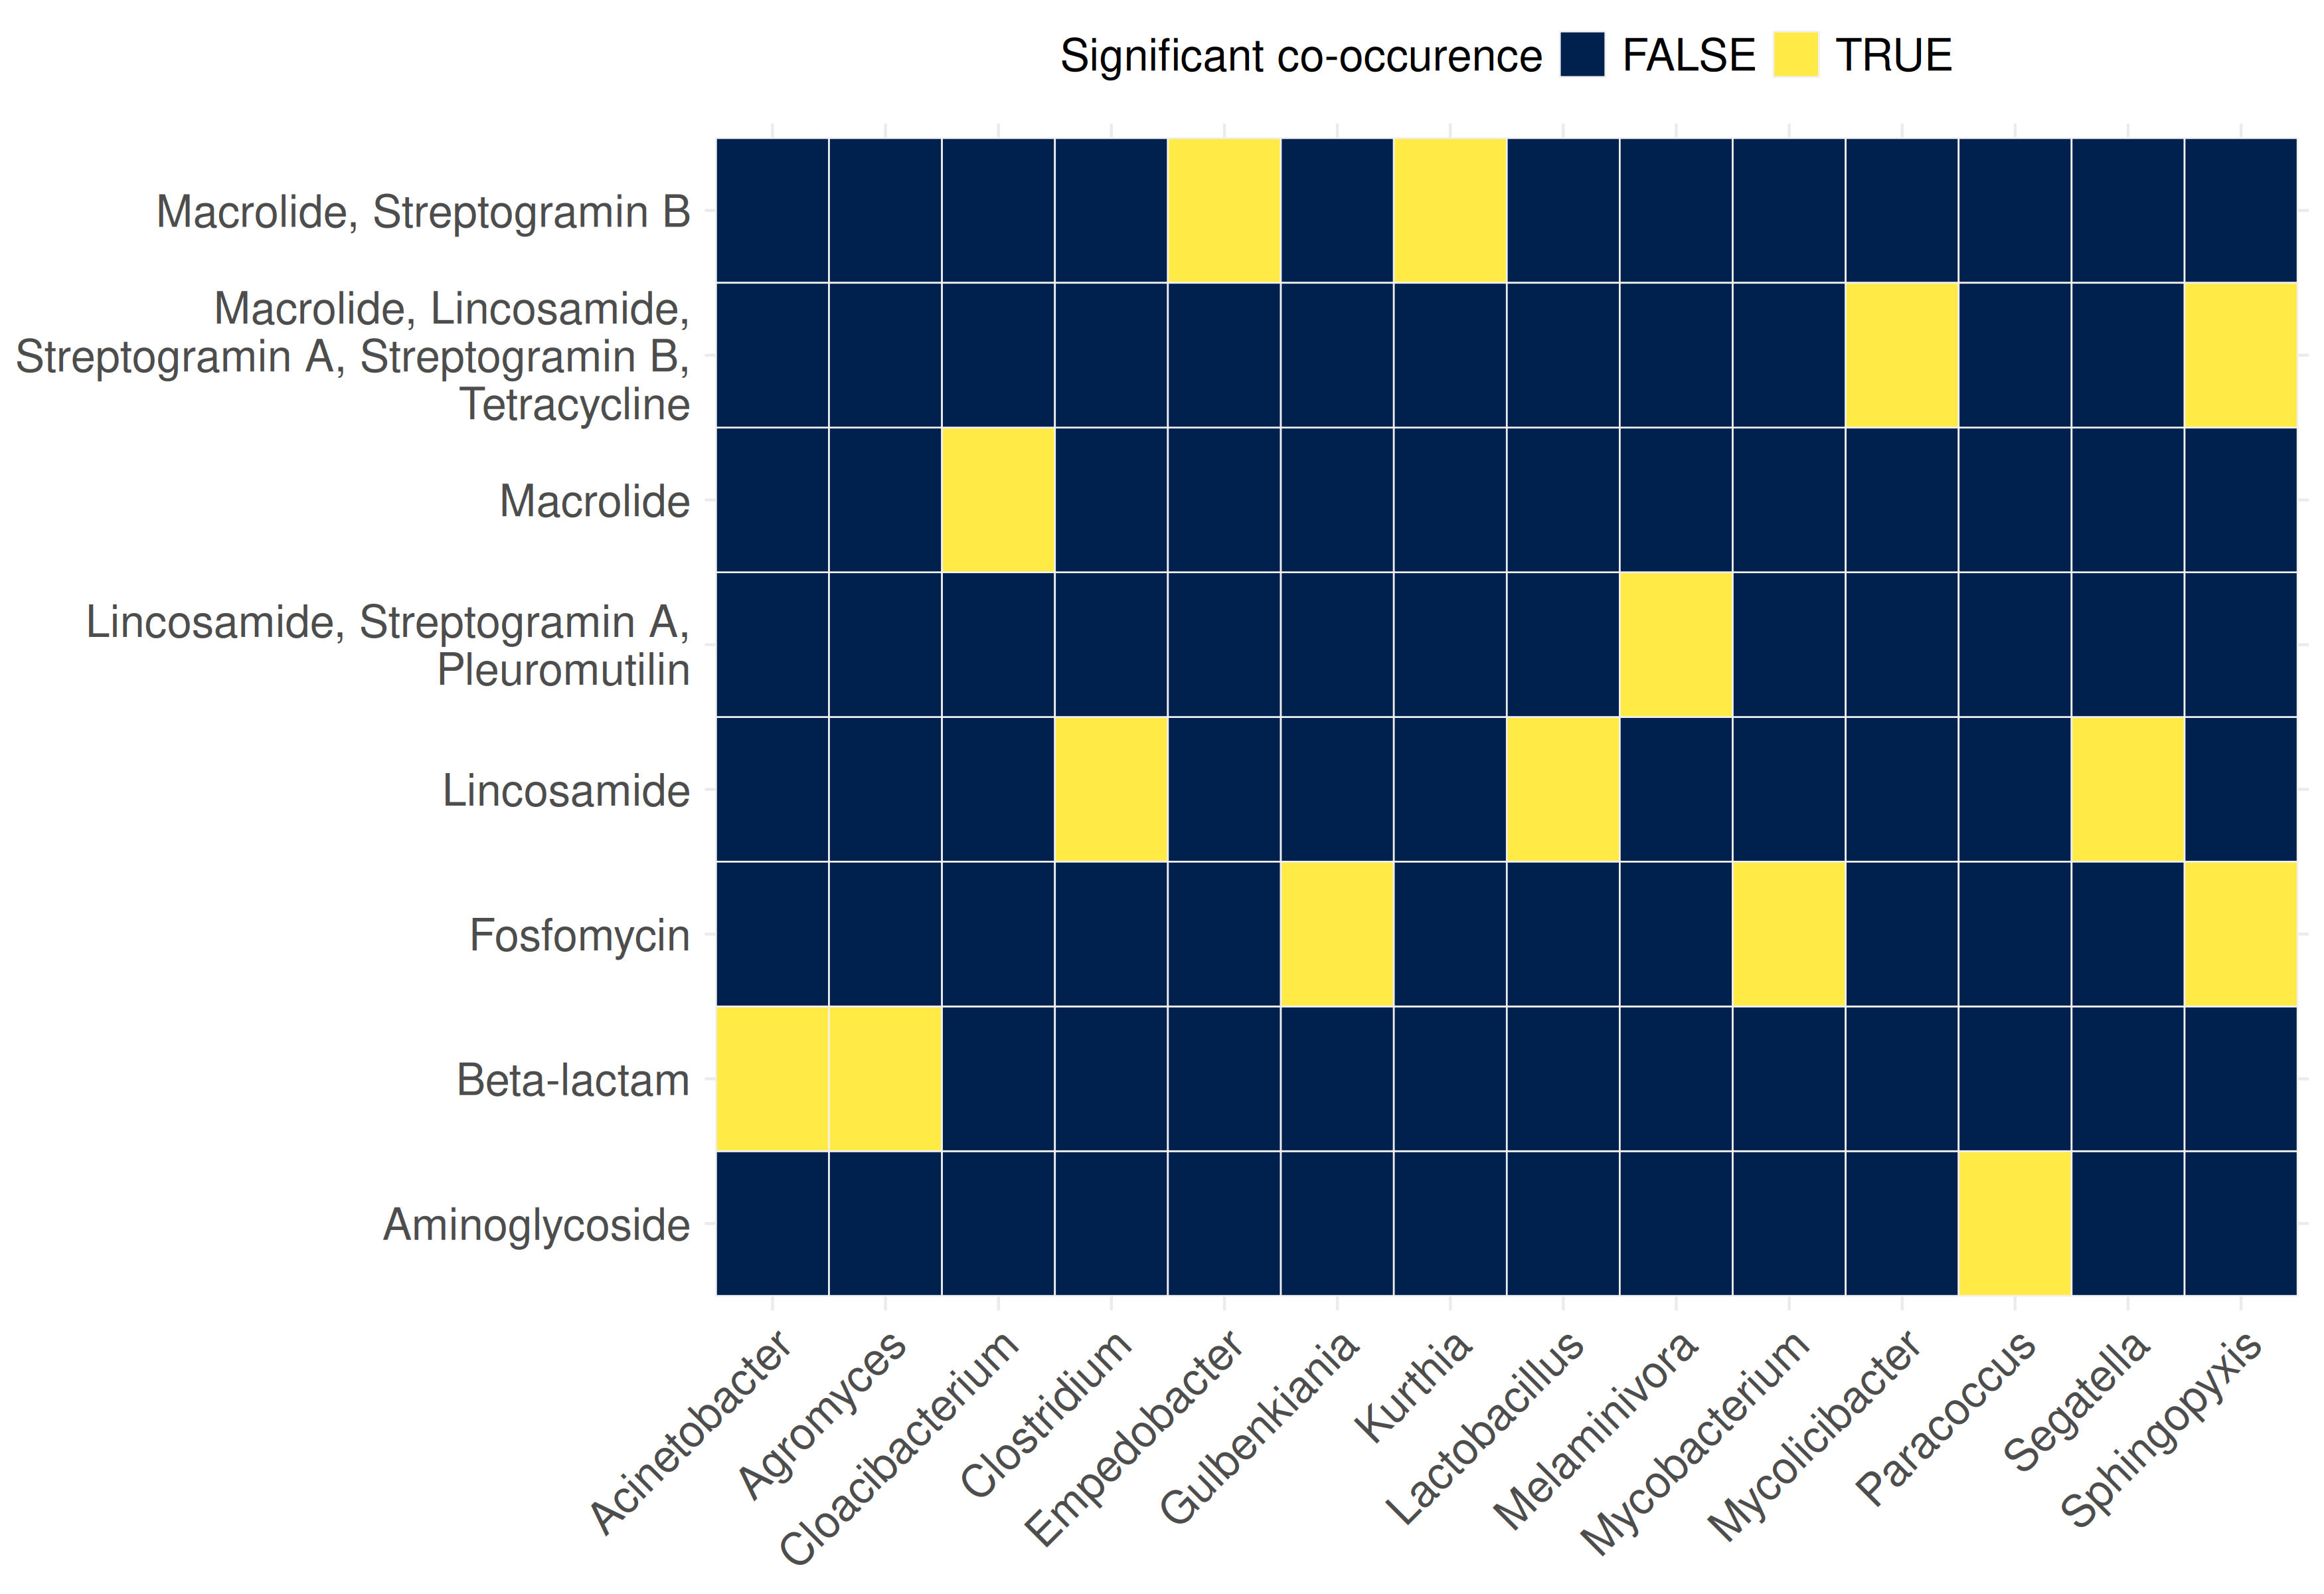 Significant co-occurence FALSE TRUE
Macrolide, Streptogramin B
Macrolide, Lincosamide,
Streptogramin A, Streptogramin B,
Tetracycline
Macrolide
Lincosamide, Streptogramin A,
Pleuromutilin
Lincosamide
Fosfomycin
Beta-lactam
Aminoglycoside
Acinetobacter
Agromyces
Cloacibacterium
Clostridium
Empedobacter
Gulbenkiania
Kurthia
Lactobacillus
Melaminivora
Mycobacterium
Mycolicibacter
Paracoccus
Segatella
Sphingopyxis